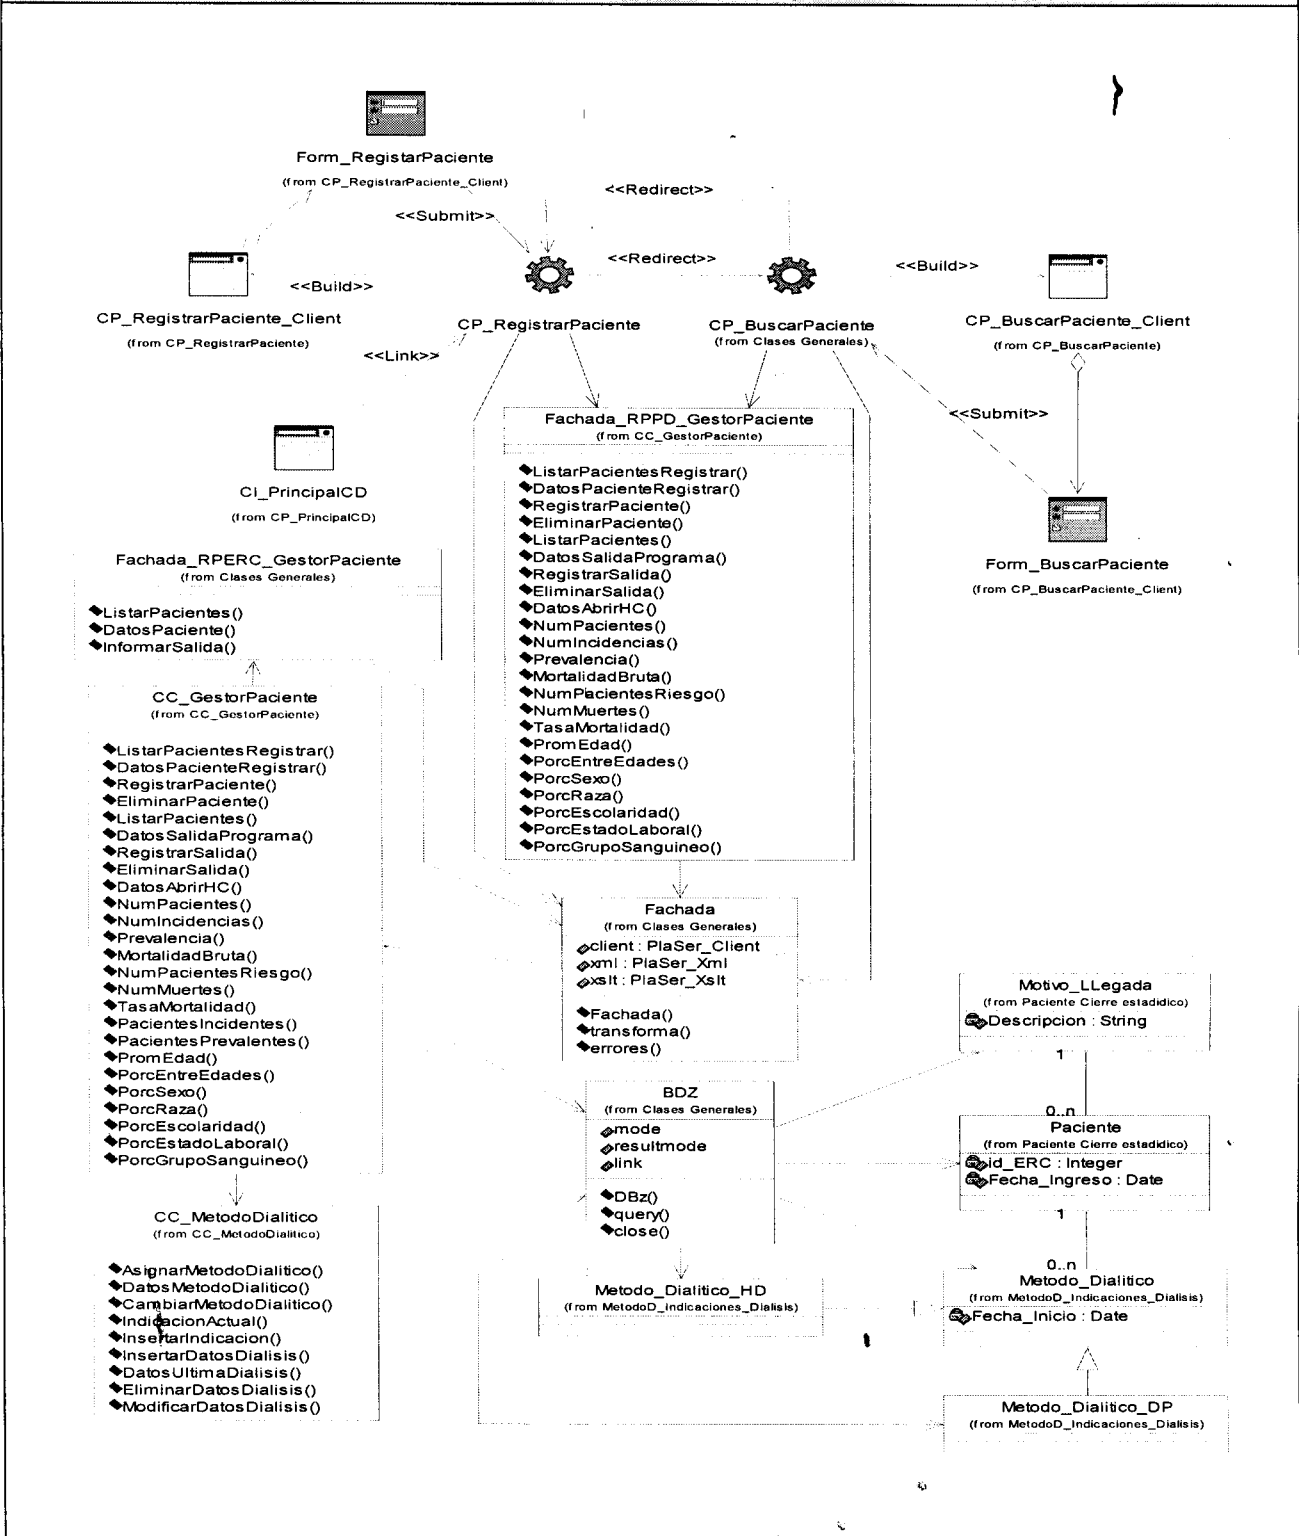 Form_RegistarPaciente
(from CP_RegistrarPaciente_Client)
<<Redirect>>
<<Submit>>
<<Redirect>>
<<Build>>
<<Build>>
CP_RegistrarPaciente_Client
(from CP_RegistrarPaciente)
CP_RegistrarPaciente
CP_BuscarPaciente
(from Clases Generales)
CP_BuscarPaciente_Client
(from CP_BuscarPaciente)
<<Link>>
<<Submit>>
CI_PrincipalCD
(from CP_PrincipalCD)
Form_BuscarPaciente
(from CP_BuscarPaciente_Client)
Fachada_RPPD_GestorPaciente
(from CC_GestorPaciente)
ListarPacientesRegistrar()
DatosPacienteRegistrar()
RegistrarPaciente()
EliminarPaciente()
ListarPacientes()
DatosSalidaPrograma()
RegistrarSalida()
EliminarSalida()
DatosAbrirHC()
NumPacientes()
NumIncidencias()
Prevalencia()
MortalidadBruta()
NumPacientesRiesgo()
NumMuertes()
TasaMortalidad()
PromEdad()
PorcEntreEdades()
PorcSexo()
PorcRaza()
PorcEscolaridad()
PorcEstadoLaboral()
PorcGrupoSanguineo()
Fachada_RPERC_GestorPaciente
(from Clases Generales)
ListarPacientes()
DatosPaciente()
InformarSalida()
CC_GestorPaciente
(from CC_GestorPaciente)
ListarPacientesRegistrar()
DatosPacienteRegistrar()
RegistrarPaciente()
EliminarPaciente()
ListarPacientes()
DatosSalidaPrograma()
RegistrarSalida()
EliminarSalida()
DatosAbrirHC()
NumPacientes()
NumIncidencias()
Prevalencia()
MortalidadBruta()
NumPacientesRiesgo()
NumMuertes()
TasaMortalidad()
PacientesIncidentes()
PacientesPrevalentes()
PromEdad()
PorcEntreEdades()
PorcSexo()
PorcRaza()
PorcEscolaridad()
PorcEstadoLaboral()
PorcGrupoSanguineo()
Fachada
(from Clases Generales)
client : PlaSer_Client
xml : PlaSer_Xml
xslt : PlaSer_Xslt
Fachada()
transforma()
errores()
Motivo_LLegada
(from Paciente Cierre estadidico)
Descripcion : String
1
0..n
BDZ
(from Clases Generales)
mode
resultmode
link
DBz()
query()
close()
Paciente
(from Paciente Cierre estadidico)
id_ERC : Integer
Fecha_Ingreso : Date
1
0..n
CC_MetodoDialitico
(from CC_MetodoDialitico)
AsignarMetodoDialitico()
DatosMetodoDialitico()
CambiarMetodoDialitico()
IndicacionActual()
InsertarIndicacion()
InsertarDatosDialisis()
DatosUltimaDialisis()
EliminarDatosDialisis()
ModificarDatosDialisis()
Metodo_Dialitico_HD
(from MetodoD_Indicaciones_Dialisis)
Metodo_Dialitico
(from MetodoD_Indicaciones_Dialisis)
Fecha_Inicio : Date
Metodo_Dialitico_DP
(from MetodoD_Indicaciones_Dialisis)